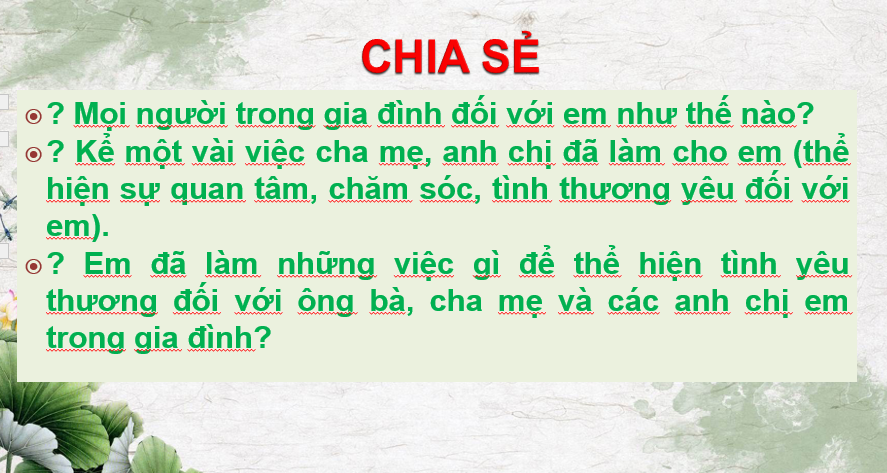 CHIA SẺ
? Mọi người trong gia đình đối với em như thế nào?
? Kể một vài việc cha mẹ, anh chị đã làm cho em (thể
hiện sự quan tâm, chăm sóc, tình thương yêu đối với
em).
? Em đã làm những việc gì để thể hiện tình yêu
thương đối với ông bà, cha mẹ và các anh chị em
trong gia đình?